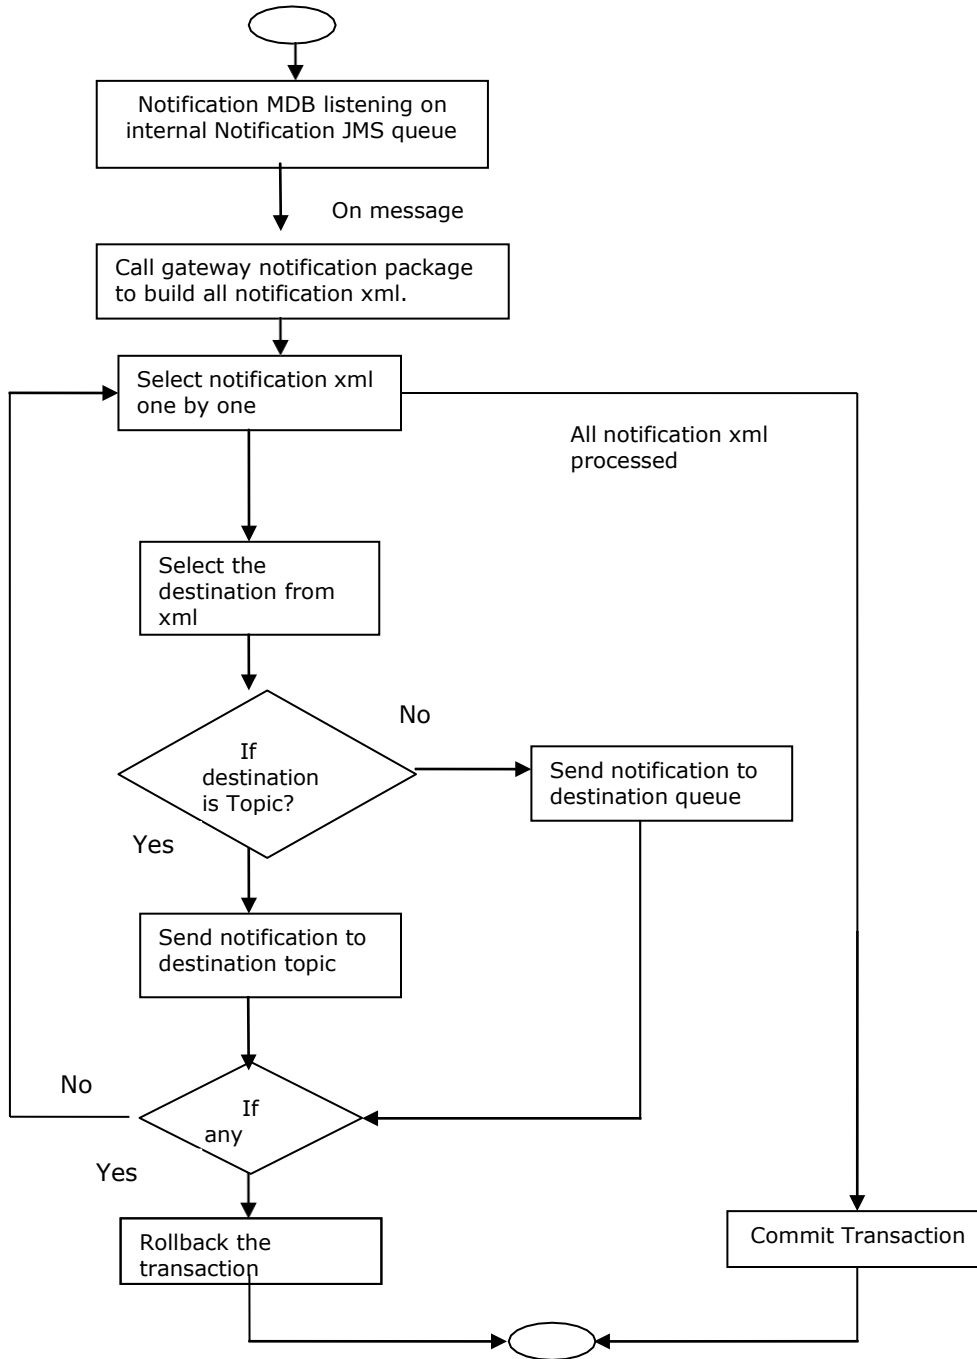 Notification MDB listening on
internal Notification JMS queue
On message
Call gateway notification package
to build all notification xml.
Select notification xml
one by one
All notification xml
processed
Select the
destination from
xml
No
If
destination
is Topic?
Send notification to
destination queue
Yes
Send notification to
destination topic
No
If
any
Yes
Rollback the
transaction
Commit Transaction